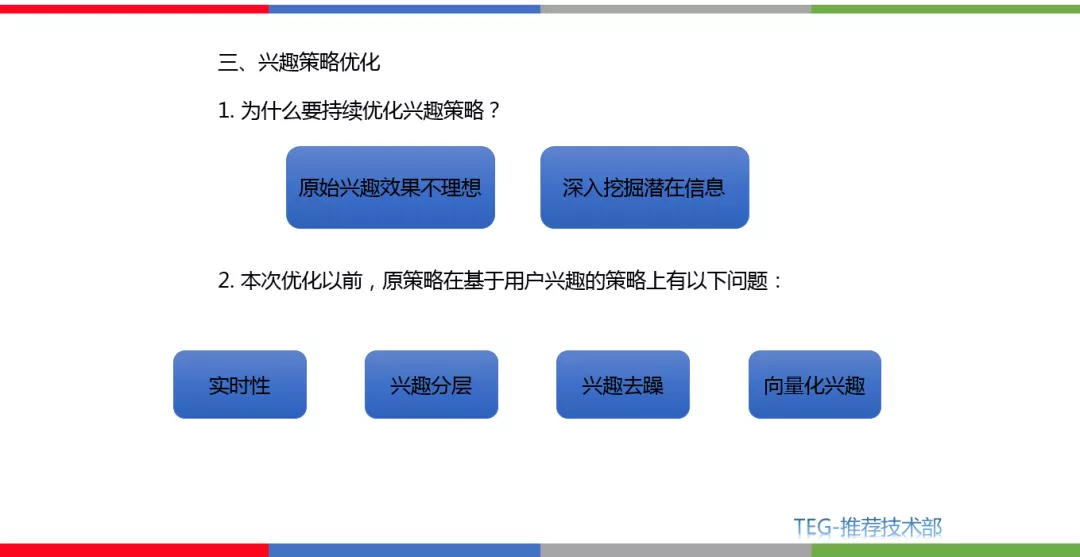 三、兴趣策略优化
1. 为什么要持续优化兴趣策略？
原始兴趣效果不理想
深入挖掘潜在信息
2. 本次优化以前，原策略在基于用户兴趣的策略上有以下问题：
实时性
兴趣分层
兴趣去躁
向量化兴趣
TEG-推荐技术部